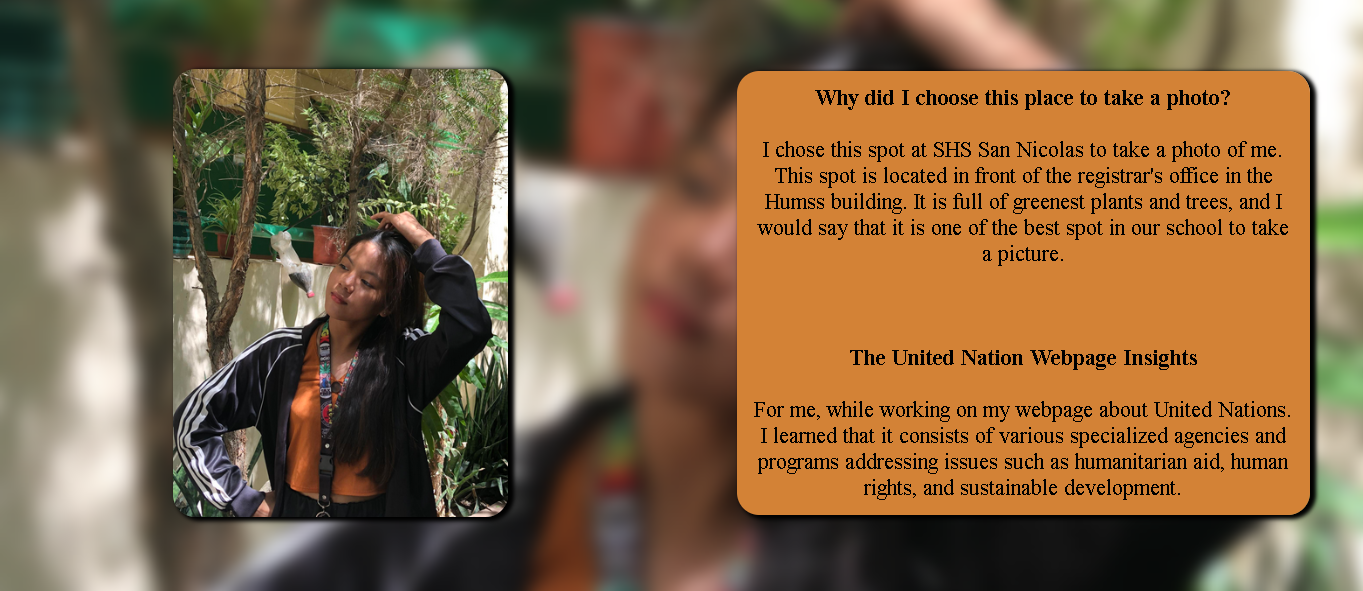 Why did I choose this place to take a photo?
I chose this spot at SHS San Nicolas to take a photo of me.
This spot is located in front of the registrar's office in the
Humss building. It is full of greenest plants and trees, and I
would say that it is one of the best spot in our school to take
a picture.
The United Nation Webpage Insights
For me, while working on my webpage about United Nations.
I learned that it consists of various specialized agencies and
programs addressing issues such as humanitarian aid, human
rights, and sustainable development.